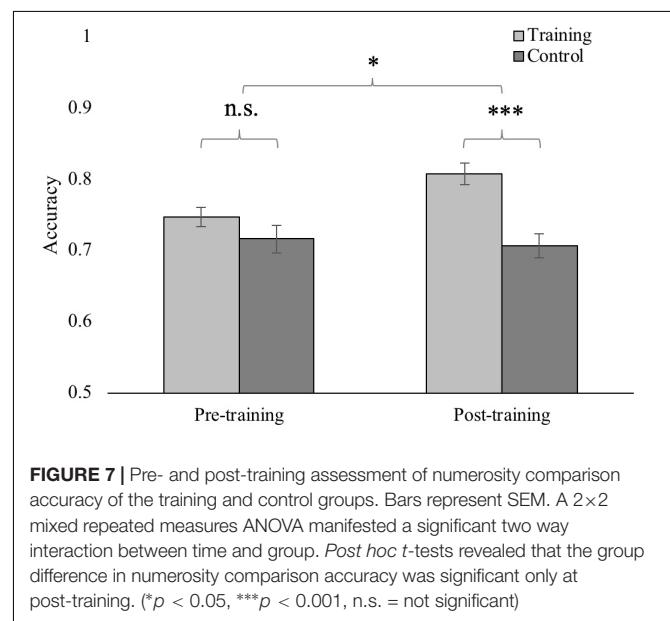 1
Training
Control
*
0.9
n.s.
***
0.8
Accuracy
0.7
0.6
0.5
Pre-training Post-training
FIGURE 7 | Pre- and post-training assessment of numerosity comparison
accuracy of the training and control groups. Bars represent SEM. A 2×2
mixed repeated measures ANOVA manifested a significant two way
interaction between time and group. Post hoc t-tests revealed that the group
difference in numerosity comparison accuracy was significant only at
post-training. (*p < 0.05, ***p < 0.001, n.s. = not significant)